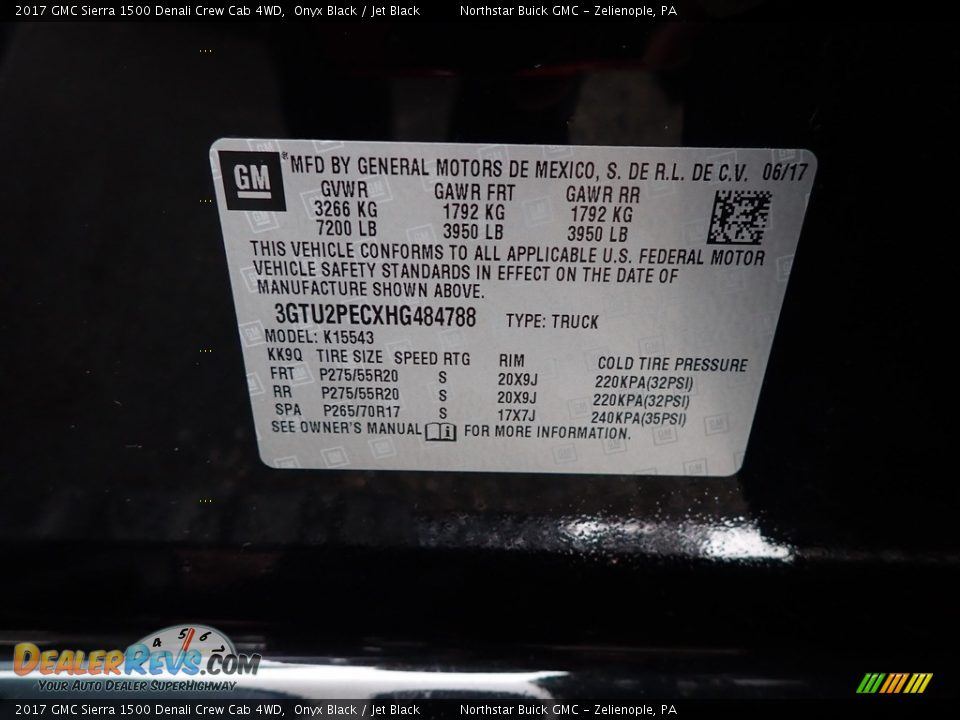 2017 GMC Sierra 1500 Denali Crew Cab 4WD, Onyx Black / Jet Black Northstar Buick GMC - Zelienople, PA
GM ® MFD BY GENERAL MOTORS DE MEXICO, S. DE R.L. DE C.V. 06/17
GVWR GAWR FRT GAWR RR
3266 KG 1792 KG 1792 KG
7200 LB 3950 LB 3950 LB
THIS VEHICLE CONFORMS TO ALL APPLICABLE U.S. FEDERAL MOTOR
VEHICLE SAFETY STANDARDS IN EFFECT ON THE DATE OF
MANUFACTURE SHOWN ABOVE.
3GTU2PECXHG484788 TYPE: TRUCK
MODEL: K15543
KK9Q TIRE SIZE SPEED RTG RIM COLD TIRE PRESSURE
FRT P275/55R20 S 20X9J 220KPA(32PSI)
RR P275/55R20 S 20X9J 220KPA(32PSI)
SPA P265/70R17 S 17X7J 240KPA(35PSI)
SEE OWNER'S MANUAL FOR MORE INFORMATION.
4 5 6 7
DealerRevs.com
Your Auto Dealer SuperHighway
2017 GMC Sierra 1500 Denali Crew Cab 4WD, Onyx Black / Jet Black Northstar Buick GMC - Zelienople, PA